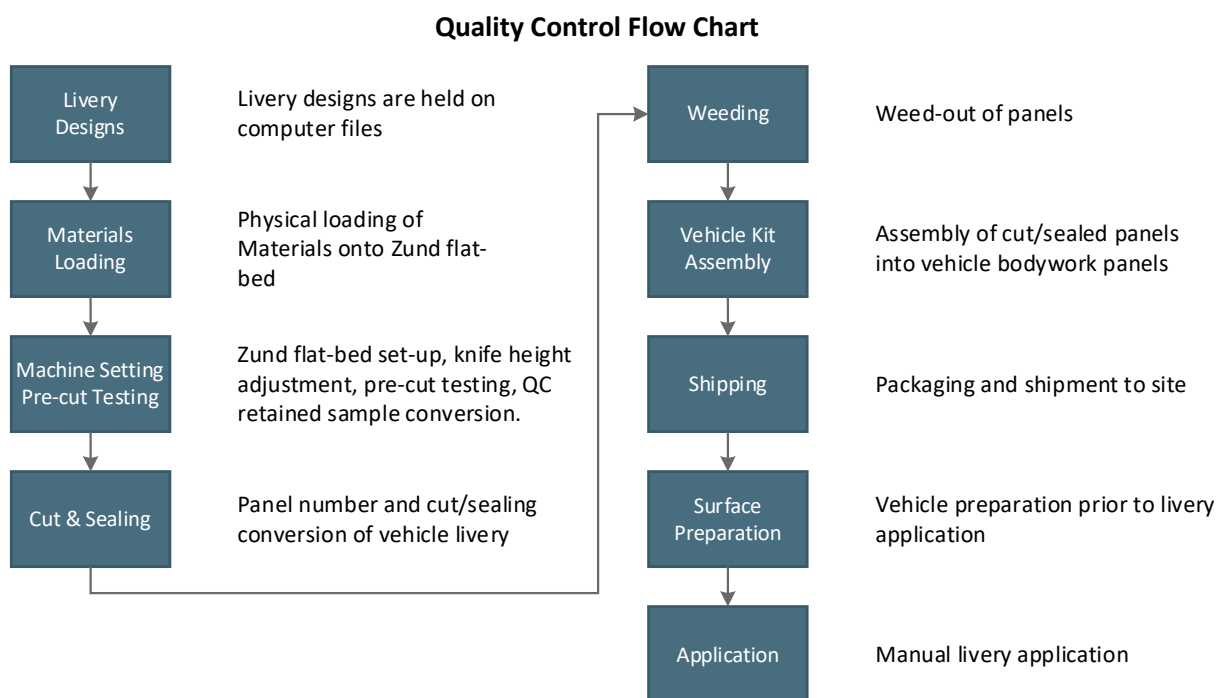 Quality Control Flow Chart
Livery
Designs
Livery designs are held on
computer files
Materials
Loading
Physical loading of
Materials onto Zund flat-
bed
Machine Setting
Pre-cut Testing
Zund flat-bed set-up, knife height
adjustment, pre-cut testing, QC
retained sample conversion.
Cut & Sealing
Panel number and cut/sealing
conversion of vehicle livery
Weeding
Weed-out of panels
Vehicle Kit
Assembly
Assembly of cut/sealed panels
into vehicle bodywork panels
Shipping
Packaging and shipment to site
Surface
Preparation
Vehicle preparation prior to livery
application
Application
Manual livery application